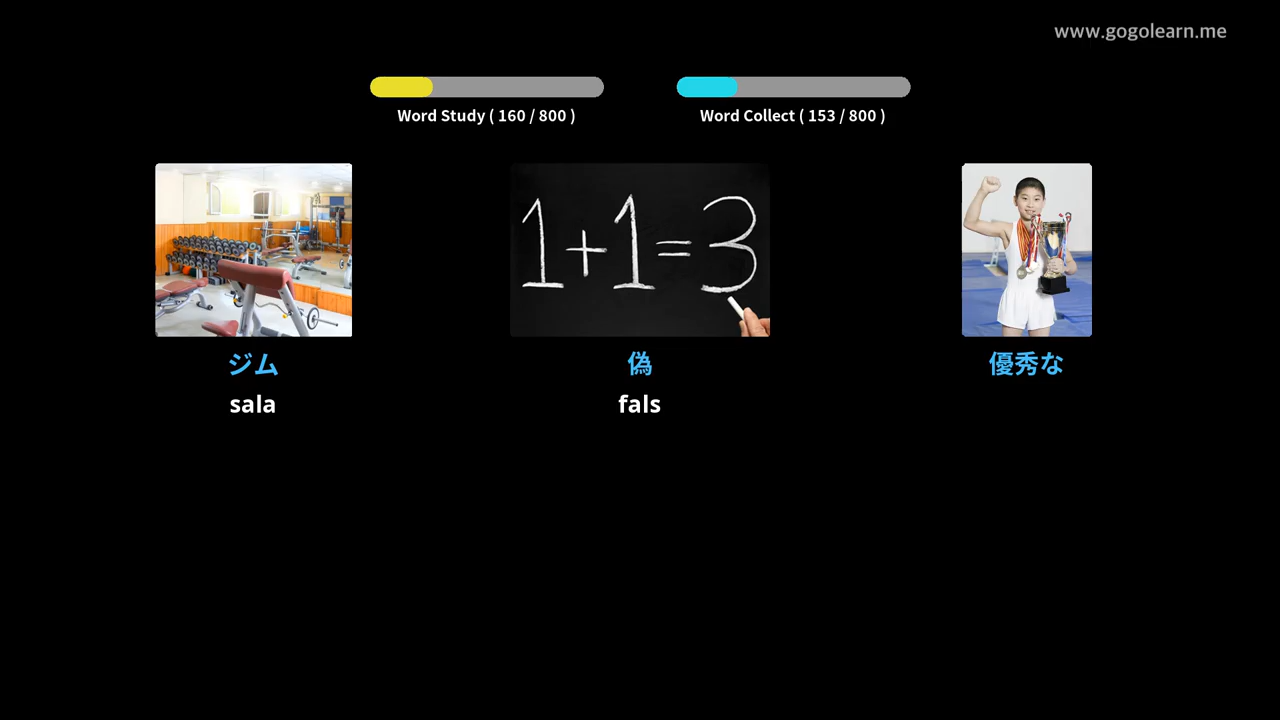 www.gogolearn.me
Word Study ( 160 / 800 )
Word Collect ( 153 / 800 )
1+1=3
ジム
偽
優秀な
sala
fals